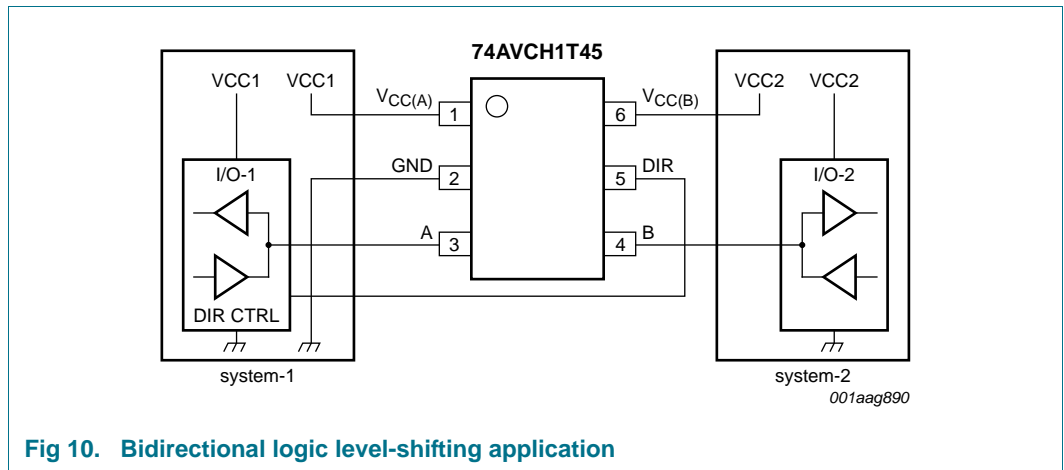 74AVCH1T45
VCC1 VCC1
VCC(A)
1
GND
2
A
3
VCC(B)
6
DIR
5
B
4
VCC2 VCC2
I/O-1
DIR CTRL
I/O-2
system-1
system-2
001aag890
Fig 10. Bidirectional logic level-shifting application